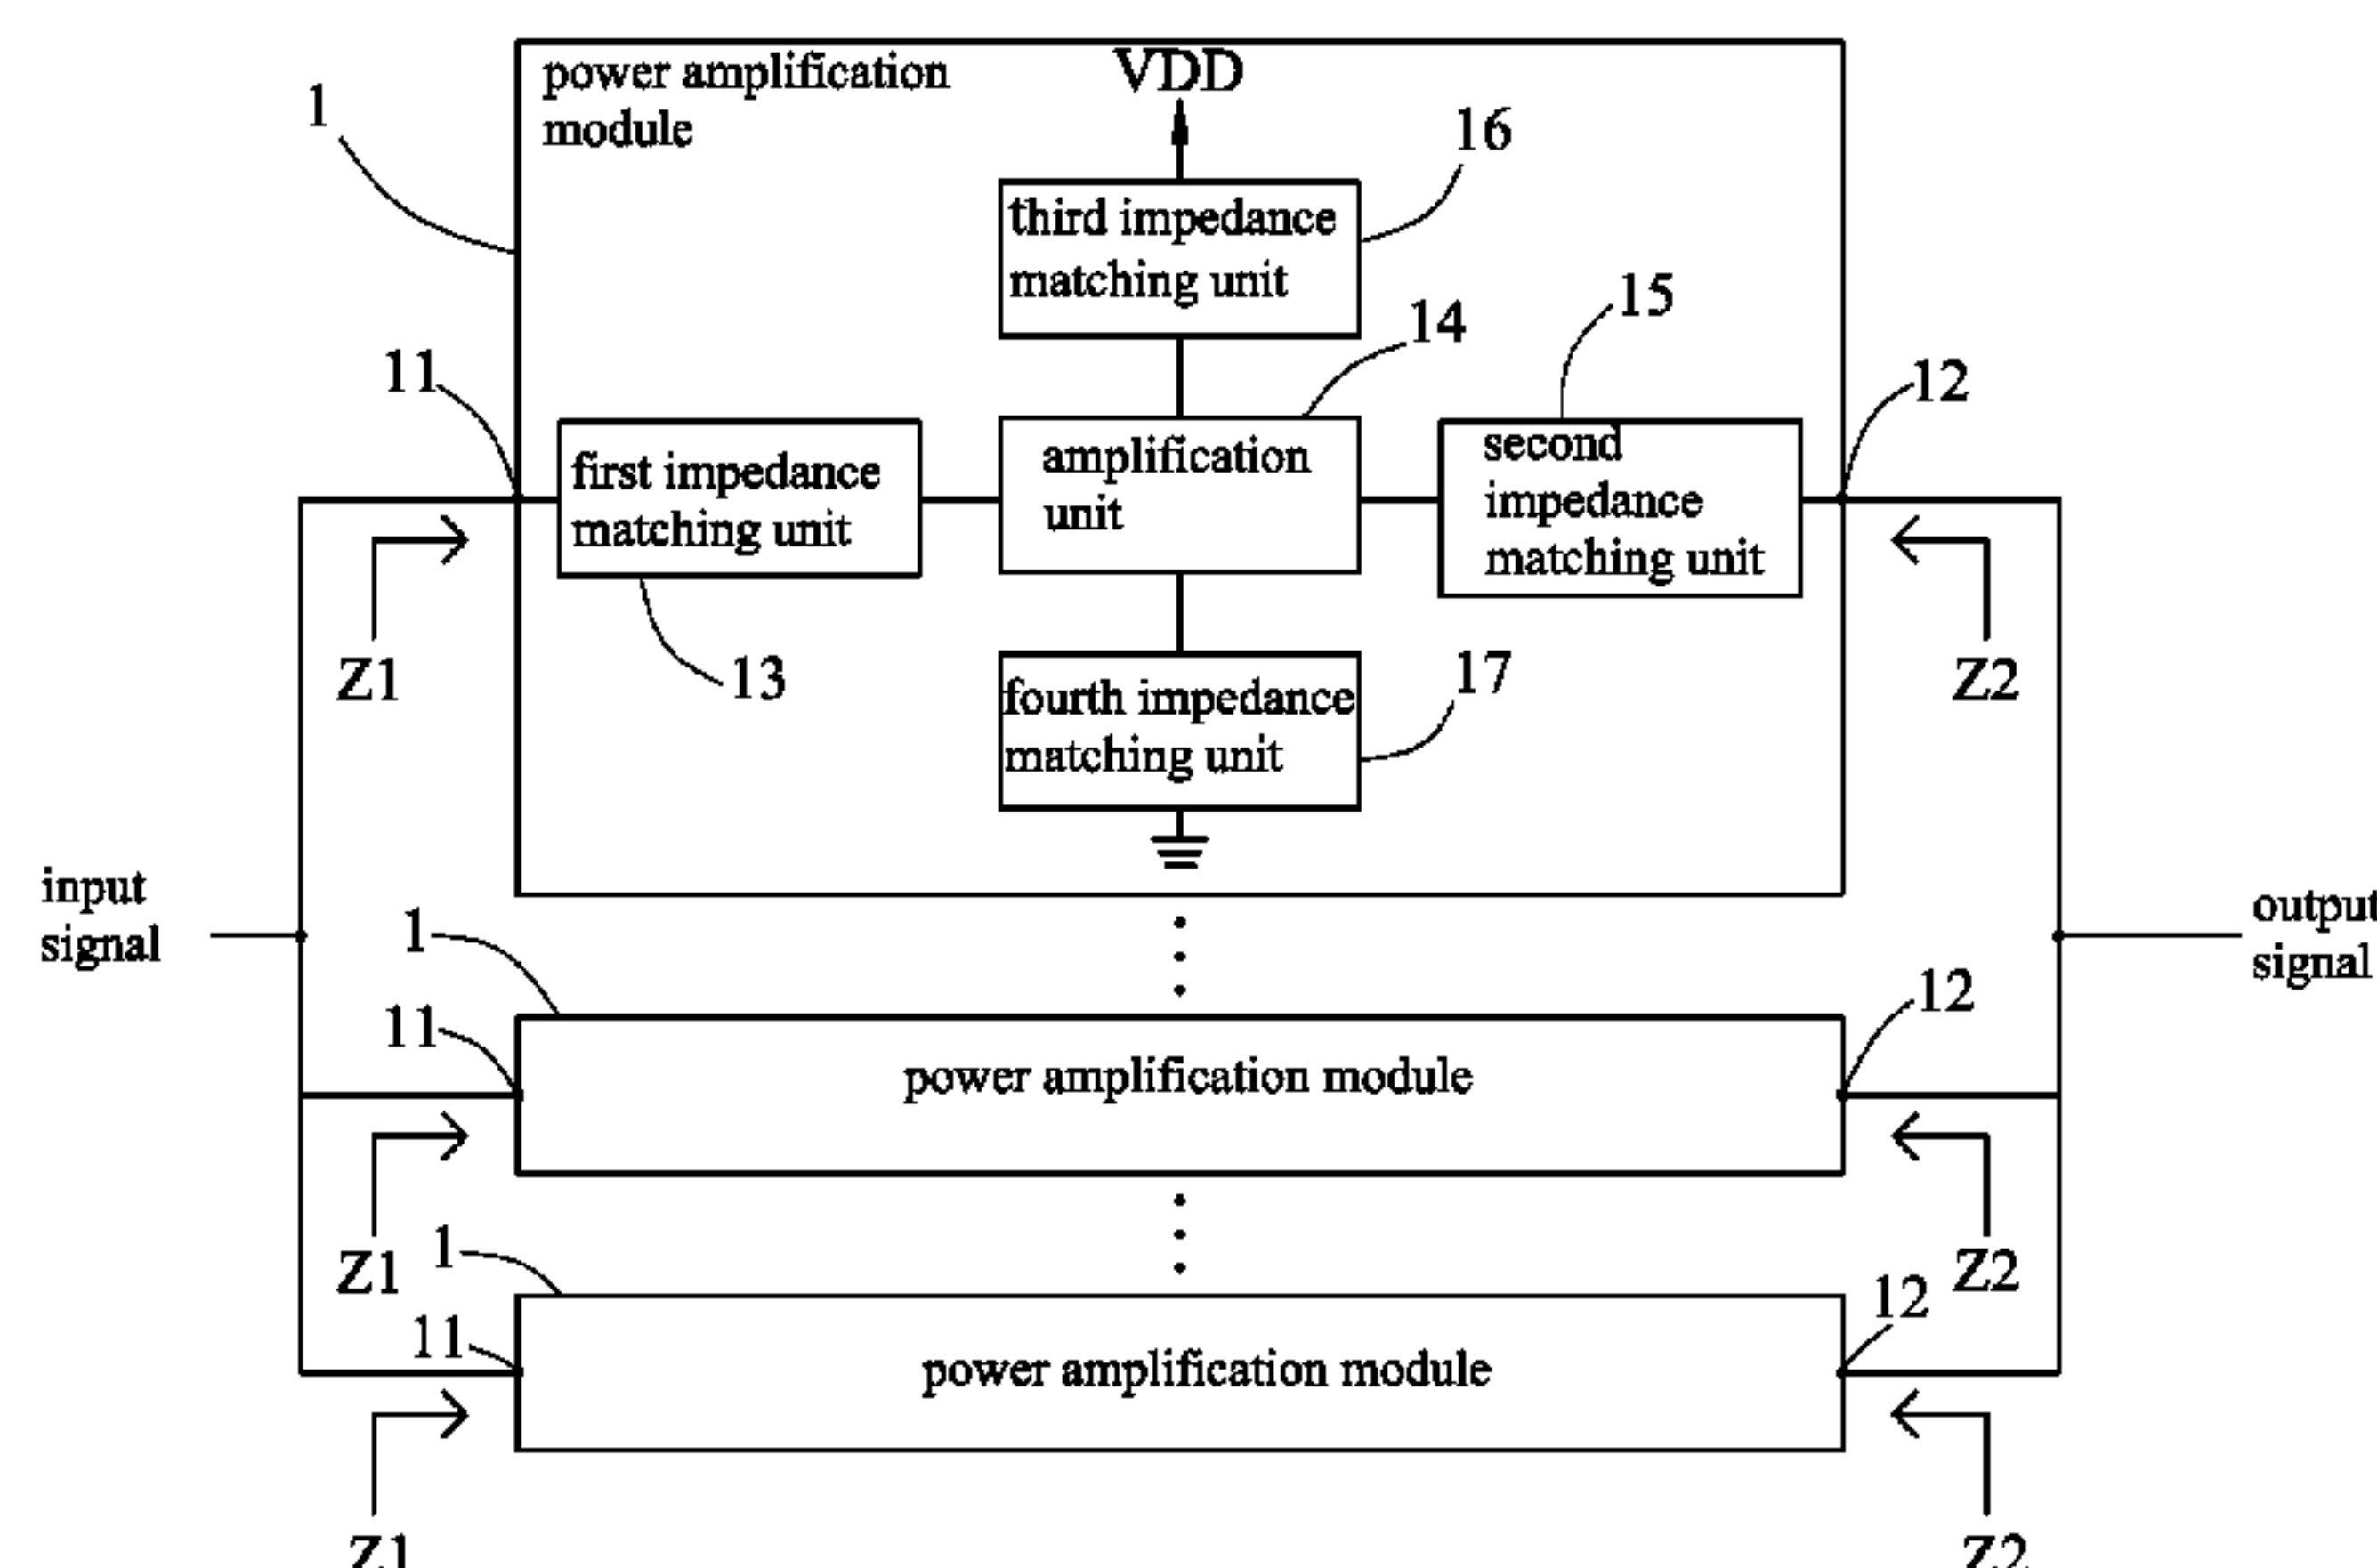 power amplification
module
VDD
1
16
third impedance
matching unit
15
14
11
12
first impedance
matching unit
amplification
unit
second
impedance
matching unit
Z1
13
17
Z2
fourth impedance
matching unit
input
signal
output
signal
1
12
11
power amplification module
Z1
1
Z2
12
11
power amplification module
Z1
Z2